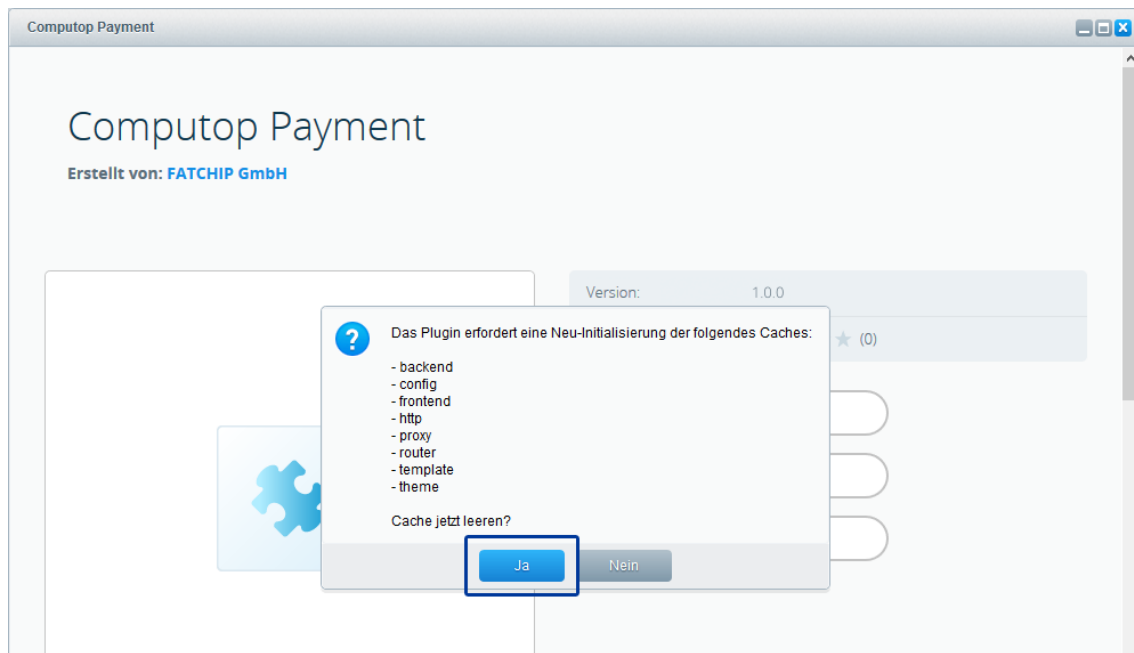 Computop Payment
Computop Payment
Erstellt von: FATCHIP GmbH
Version: 1.0.0
(0)
Das Plugin erfordert eine Neu-Initialisierung der folgendes Caches:
- backend
- config
- frontend
- http
- proxy
- router
- template
- theme
Cache jetzt leeren?
Ja Nein